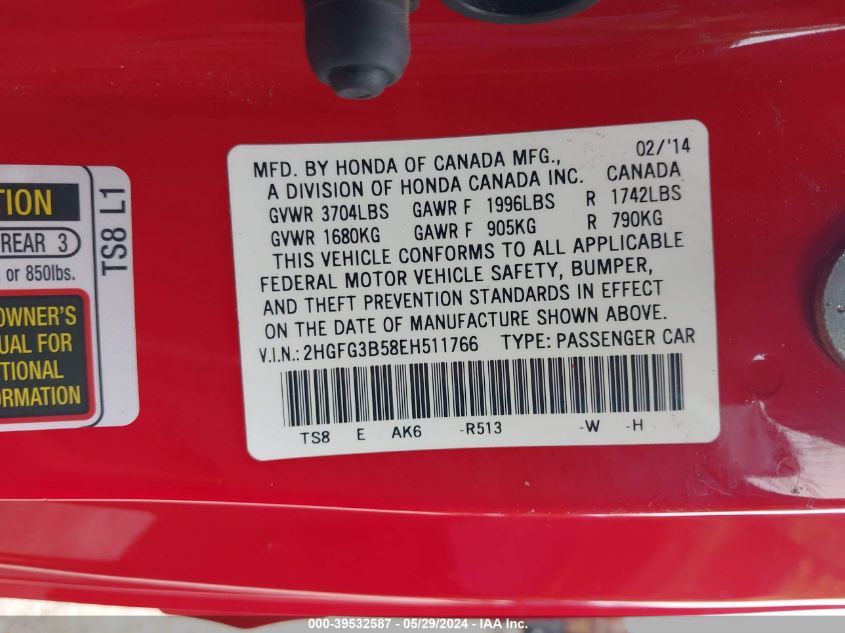 TION
REAR 3
or 850lbs.
OWNER'S
UAL FOR
TIONAL
ORMATION
TS8 L1
MFD. BY HONDA OF CANADA MFG., 02/'14
A DIVISION OF HONDA CANADA INC. CANADA
GVWR 3704LBS GAWR F 1996LBS R 1742LBS
GVWR 1680KG GAWR F 905KG R 790KG
THIS VEHICLE CONFORMS TO ALL APPLICABLE
FEDERAL MOTOR VEHICLE SAFETY, BUMPER,
AND THEFT PREVENTION STANDARDS IN EFFECT
ON THE DATE OF MANUFACTURE SHOWN ABOVE.
V.I.N.: 2HGFG3B58EH511766 TYPE: PASSENGER CAR
TS8 E AK6 -R513 -W -H
000-39532587 - 05/29/2024 - IAA Inc.